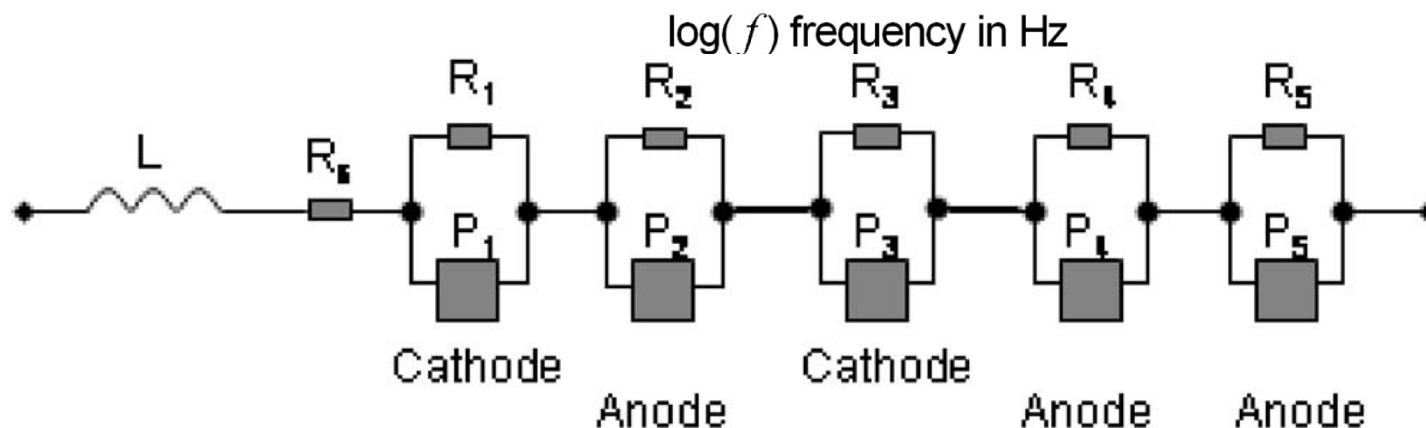 log(f) frequency in Hz
R1 R2 R3 R4 R5
L Rs
P1 P2 P3 P4 P5
Cathode Cathode
Anode Anode Anode